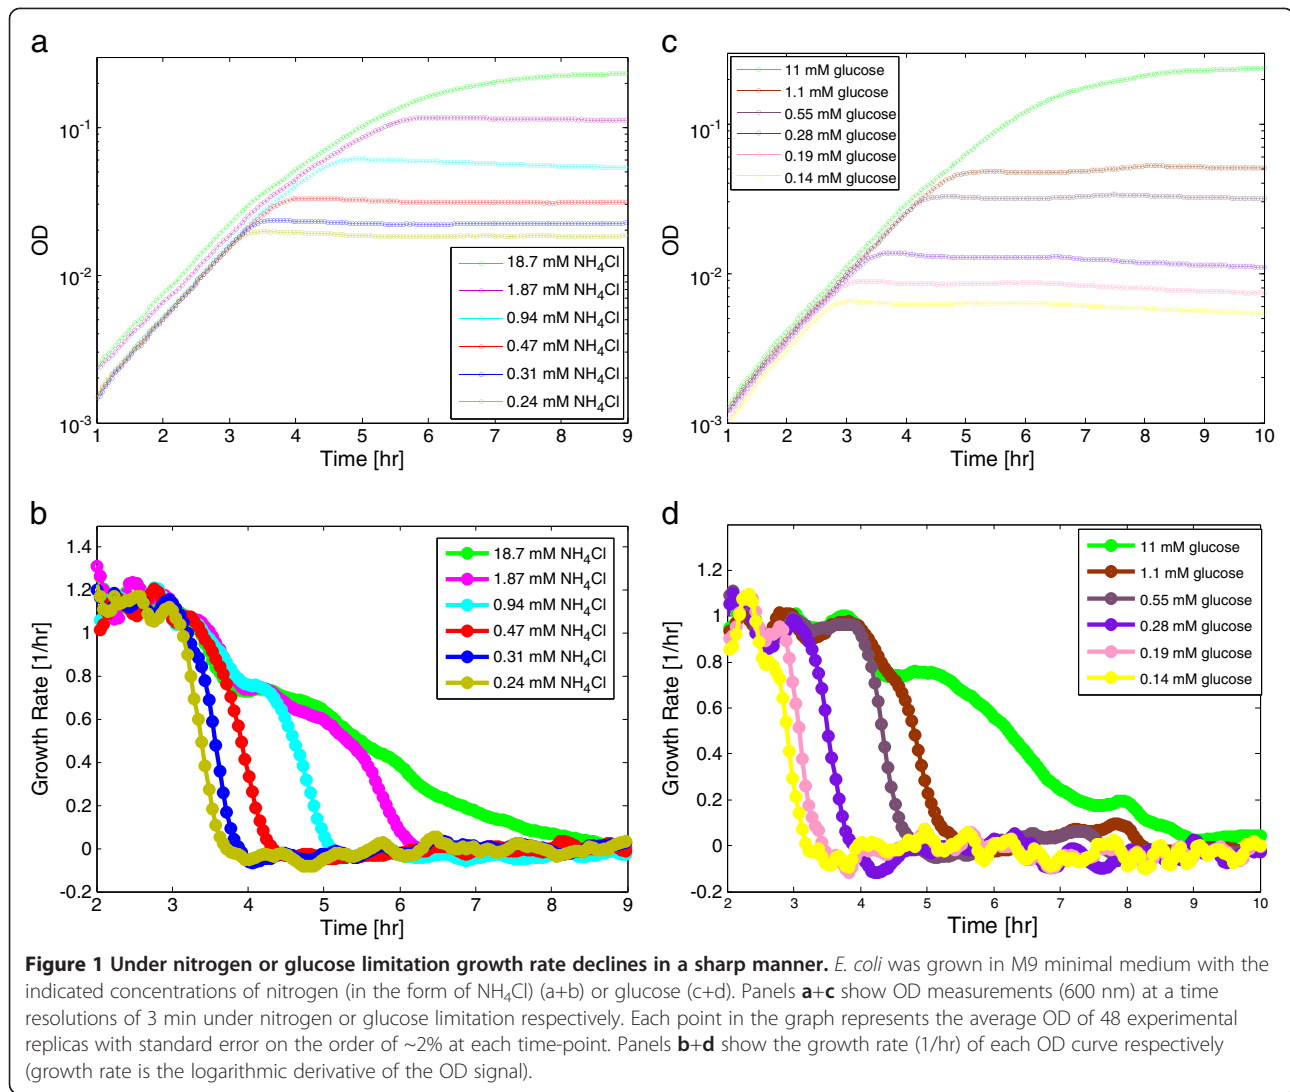 a
10^-1
10^-2
10^-3
OD
1 2 3 4 5 6 7 8 9
Time [hr]
18.7 mM NH4Cl
1.87 mM NH4Cl
0.94 mM NH4Cl
0.47 mM NH4Cl
0.31 mM NH4Cl
0.24 mM NH4Cl
c
10^-1
10^-2
10^-3
OD
1 2 3 4 5 6 7 8 9 10
Time [hr]
11 mM glucose
1.1 mM glucose
0.55 mM glucose
0.28 mM glucose
0.19 mM glucose
0.14 mM glucose
b
1.4
1.2
1
0.8
0.6
0.4
0.2
0
-0.2
Growth Rate [1/hr]
2 3 4 5 6 7 8 9
Time [hr]
18.7 mM NH4Cl
1.87 mM NH4Cl
0.94 mM NH4Cl
0.47 mM NH4Cl
0.31 mM NH4Cl
0.24 mM NH4Cl
d
1.2
1
0.8
0.6
0.4
0.2
0
-0.2
Growth Rate [1/hr]
2 3 4 5 6 7 8 9 10
Time [hr]
11 mM glucose
1.1 mM glucose
0.55 mM glucose
0.28 mM glucose
0.19 mM glucose
0.14 mM glucose
Figure 1 Under nitrogen or glucose limitation growth rate declines in a sharp manner. E. coli was grown in M9 minimal medium with the
indicated concentrations of nitrogen (in the form of NH4Cl) (a+b) or glucose (c+d). Panels a+c show OD measurements (600 nm) at a time
resolutions of 3 min under nitrogen or glucose limitation respectively. Each point in the graph represents the average OD of 48 experimental
replicas with standard error on the order of ~2% at each time-point. Panels b+d show the growth rate (1/hr) of each OD curve respectively
(growth rate is the logarithmic derivative of the OD signal).